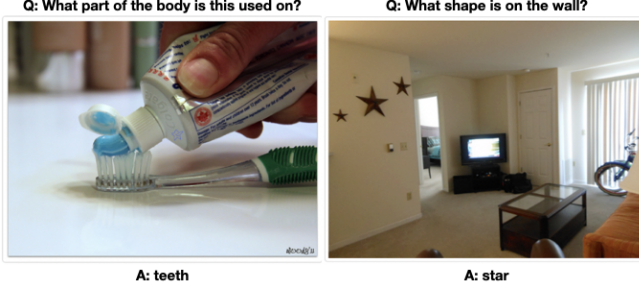 Q: What part of the body is this used on?
A: teeth
Q: What shape is on the wall?
A: star